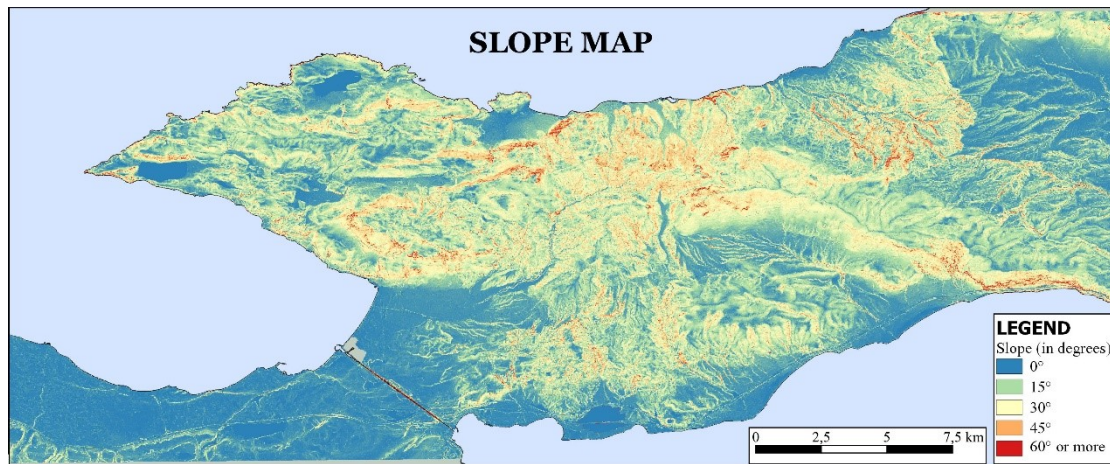 SLOPE MAP
LEGEND
Slope (in degrees)
0°
15°
30°
45°
60° or more
0 2,5 5 7,5 km